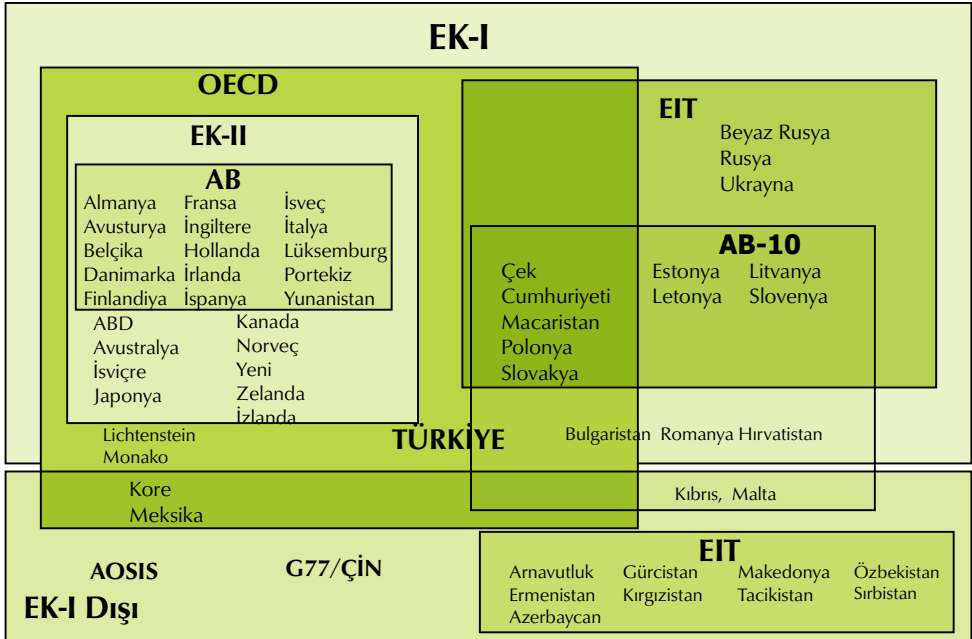 EK-I
OECD
EIT
EK-II
Beyaz Rusya
Rusya
Ukrayna
AB
Almanya Fransa İsveç
Avusturya İngiltere İtalya
Belçika Hollanda Lüksemburg
Danimarka İrlanda Portekiz
Finlandiya İspanya Yunanistan
ABD Kanada
Avustralya Norveç
İsviçre Yeni
Japonya Zelanda
İzlanda
AB-10
Çek Estonya Litvanya
Cumhuriyeti Letonya Slovenya
Macaristan
Polonya
Slovakya
Lichtenstein
Monako
TÜRKİYE
Bulgaristan Romanya Hırvatistan
Kore
Meksika
Kıbrıs, Malta
AOSIS
G77/ÇİN
EK-I Dışı
EIT
Arnavutluk Gürcistan Makedonya Özbekistan
Ermenistan Kırgızistan Tacikistan Sırbistan
Azerbaycan